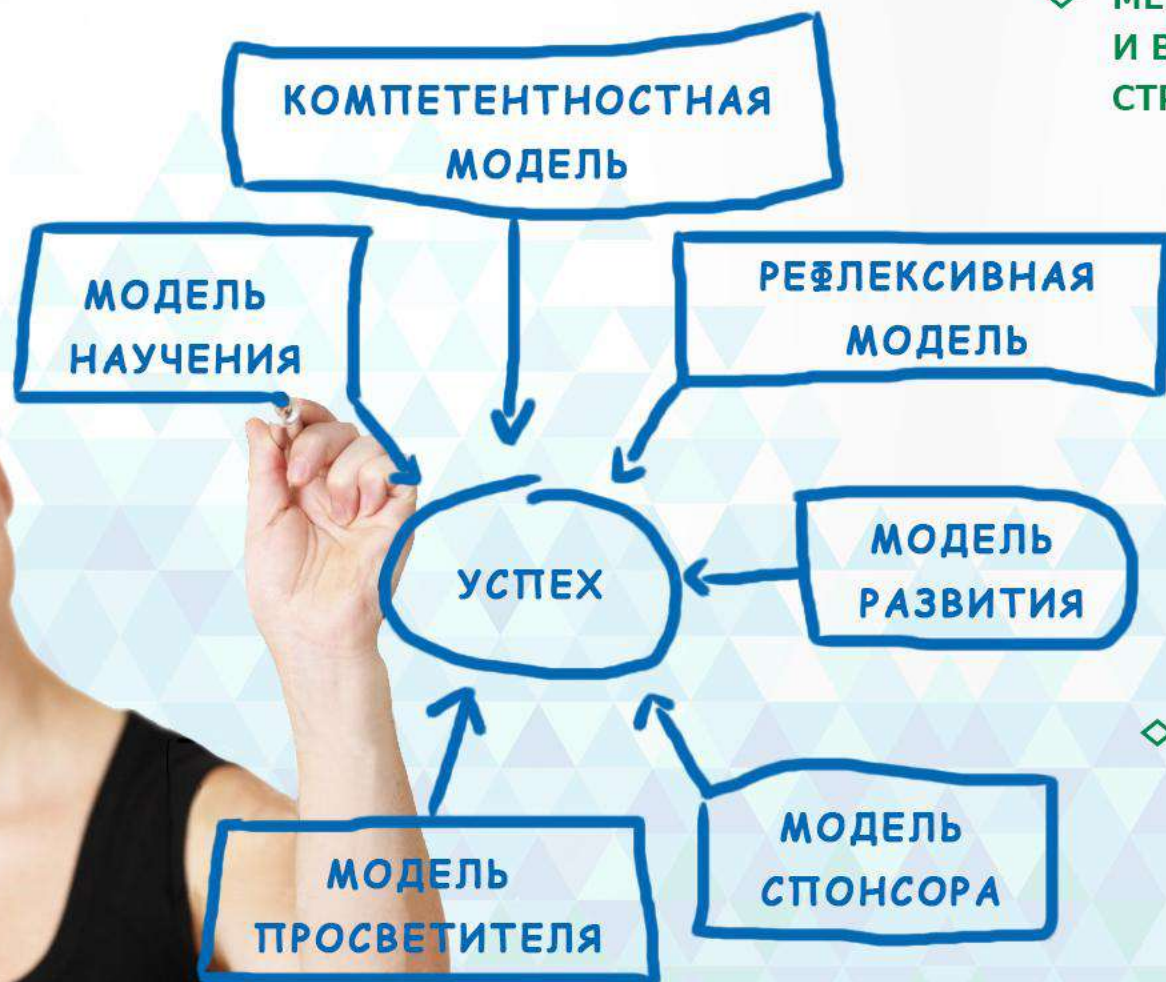 КОМПЕТЕНТНОСТНАЯ
МОДЕЛЬ
МОДЕЛЬ
НАУЧЕНИЯ
РЕФЛЕКСИВНАЯ
МОДЕЛЬ
УСПЕХ
МОДЕЛЬ
РАЗВИТИЯ
МОДЕЛЬ
ПРОСВЕТИТЕЛЯ
МОДЕЛЬ
СПОНСОРА